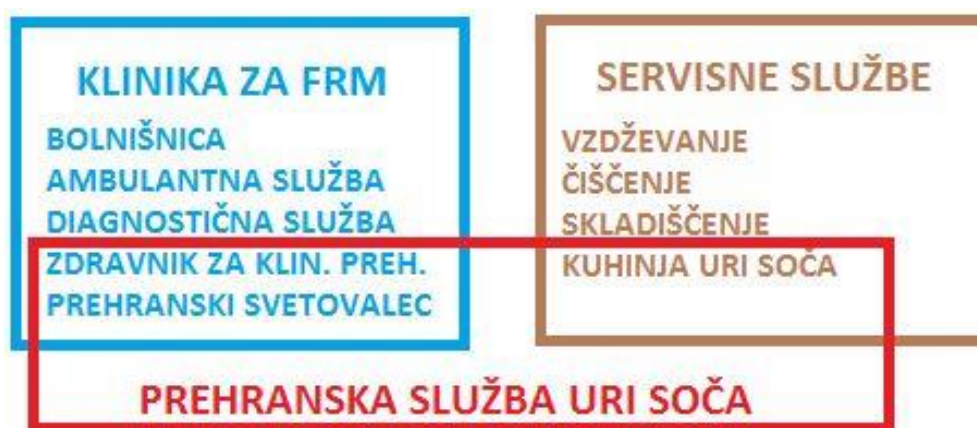 KLINIKA ZA FRM
BOLNIŠNICA
AMBULANTNA SLUŽBA
DIAGNOSTIČNA SLUŽBA
ZDRAVNIK ZA KLIN. PREH.
PREHRANSKI SVETOVALEC
SERVISNE SLUŽBE
VZDŽEVANJE
ČIŠČENJE
SKLADIŠČENJE
KUHINJA URI SOČA
PREHRANSKA SLUŽBA URI SOČA